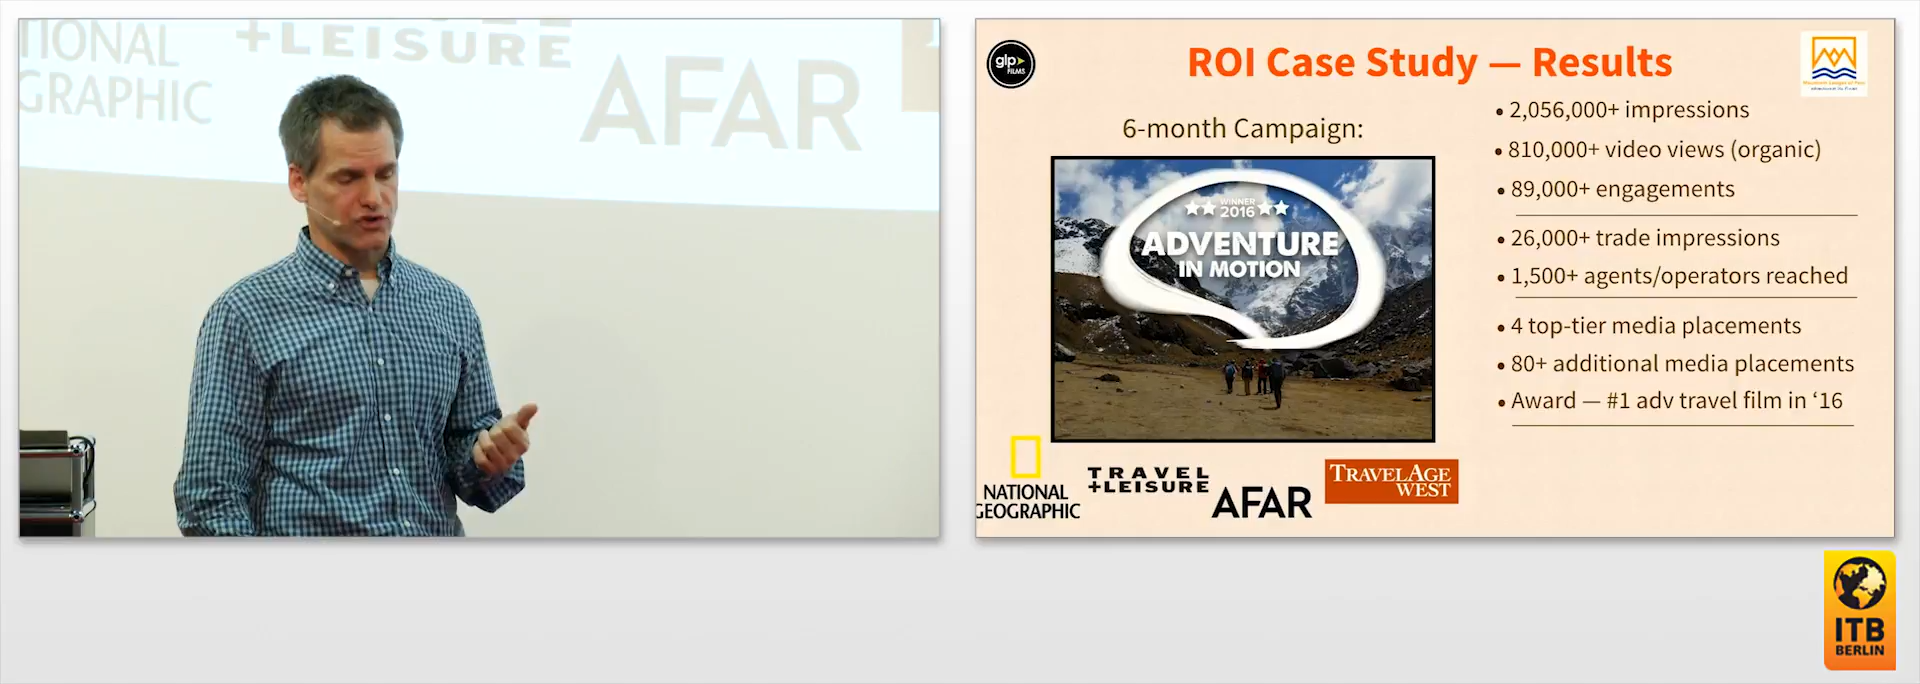 TIONAL
GRAPHIC
+LEISURE
AFAR
glp
FILMS
ROI Case Study — Results
6-month Campaign:
WINNER
2016
ADVENTURE
IN MOTION
• 2,056,000+ impressions
• 810,000+ video views (organic)
• 89,000+ engagements
• 26,000+ trade impressions
• 1,500+ agents/operators reached
• 4 top-tier media placements
• 80+ additional media placements
• Award — #1 adv travel film in ‘16
NATIONAL
GEOGRAPHIC
TRAVEL
+LEISURE
AFAR
TRAVELAGE
WEST
ITB
BERLIN